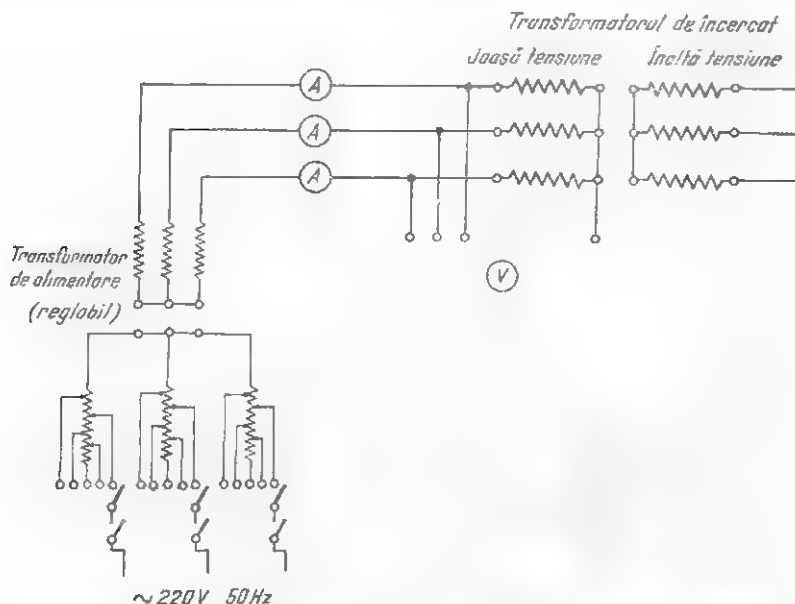 Transformatorul de încercat
Joasă tensiune
Înaltă tensiune
A
A
A
V
Transformator
de alimentare
(reglabil)
~ 220V 50Hz